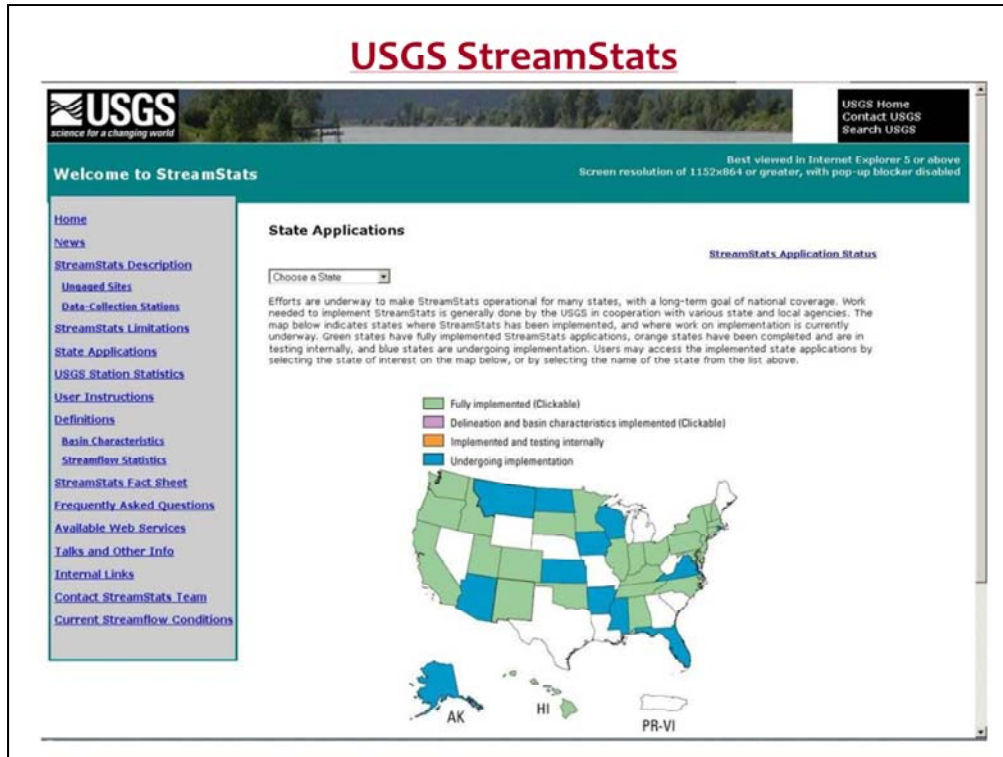 USGS StreamStats
USGS
science for a changing world
USGS Home
Contact USGS
Search USGS
Welcome to StreamStats
Best viewed in Internet Explorer 5 or above
Screen resolution of 1152x864 or greater, with pop-up blocker disabled
Home
News
StreamStats Description
Ungaged Sites
Data-Collection Stations
StreamStats Limitations
State Applications
USGS Station Statistics
User Instructions
Definitions
Basin Characteristics
Streamflow Statistics
StreamStats Fact Sheet
Frequently Asked Questions
Available Web Services
Talks and Other Info
Internal Links
Contact StreamStats Team
Current Streamflow Conditions
State Applications
StreamStats Application Status
Choose a State
Efforts are underway to make StreamStats operational for many states, with a long-term goal of national coverage. Work
needed to implement StreamStats is generally done by the USGS in cooperation with various state and local agencies. The
map below indicates states where StreamStats has been implemented, and where work on implementation is currently
underway. Green states have fully implemented StreamStats applications, orange states have been completed and are in
testing internally, and blue states are undergoing implementation. Users may access the implemented state applications by
selecting the state of interest on the map below, or by selecting the name of the state from the list above.
Fully implemented (Clickable)
Delineation and basin characteristics implemented (Clickable)
Implemented and testing internally
Undergoing implementation
AK
HI
PR-VI